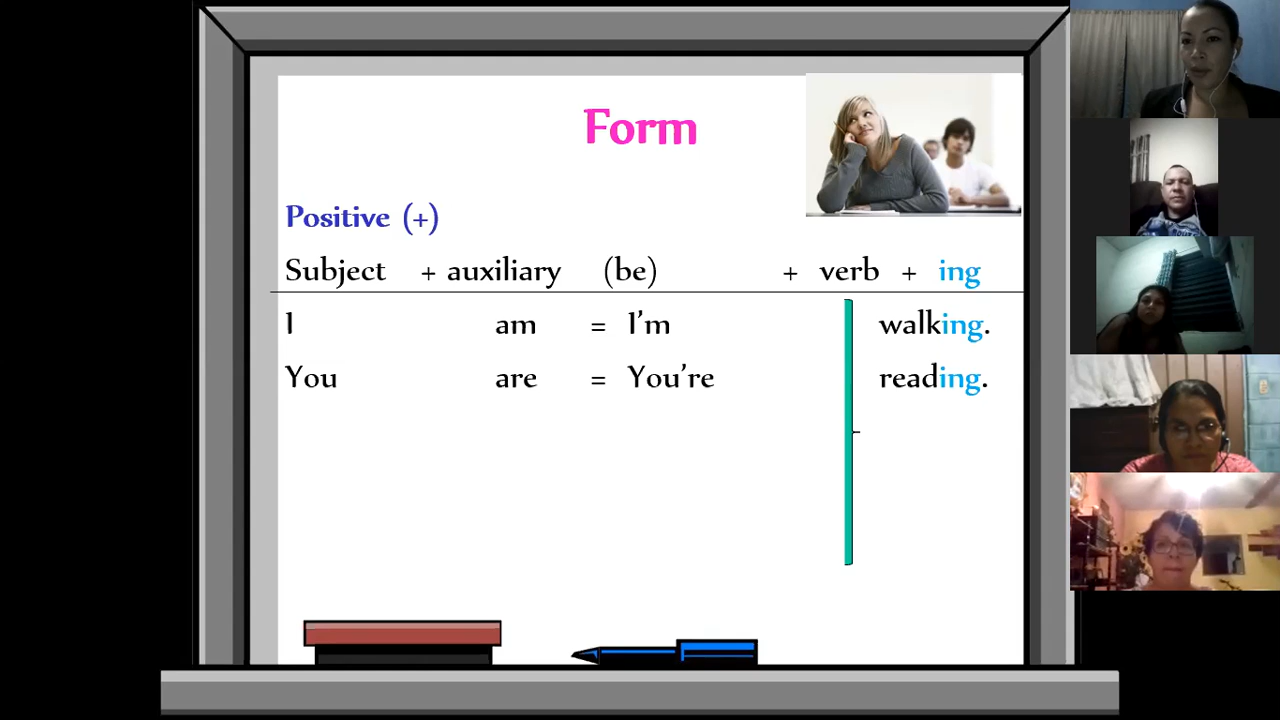 Form
Positive (+)
Subject + auxiliary (be) + verb + ing
I am = I'm walking.
You are = You're reading.